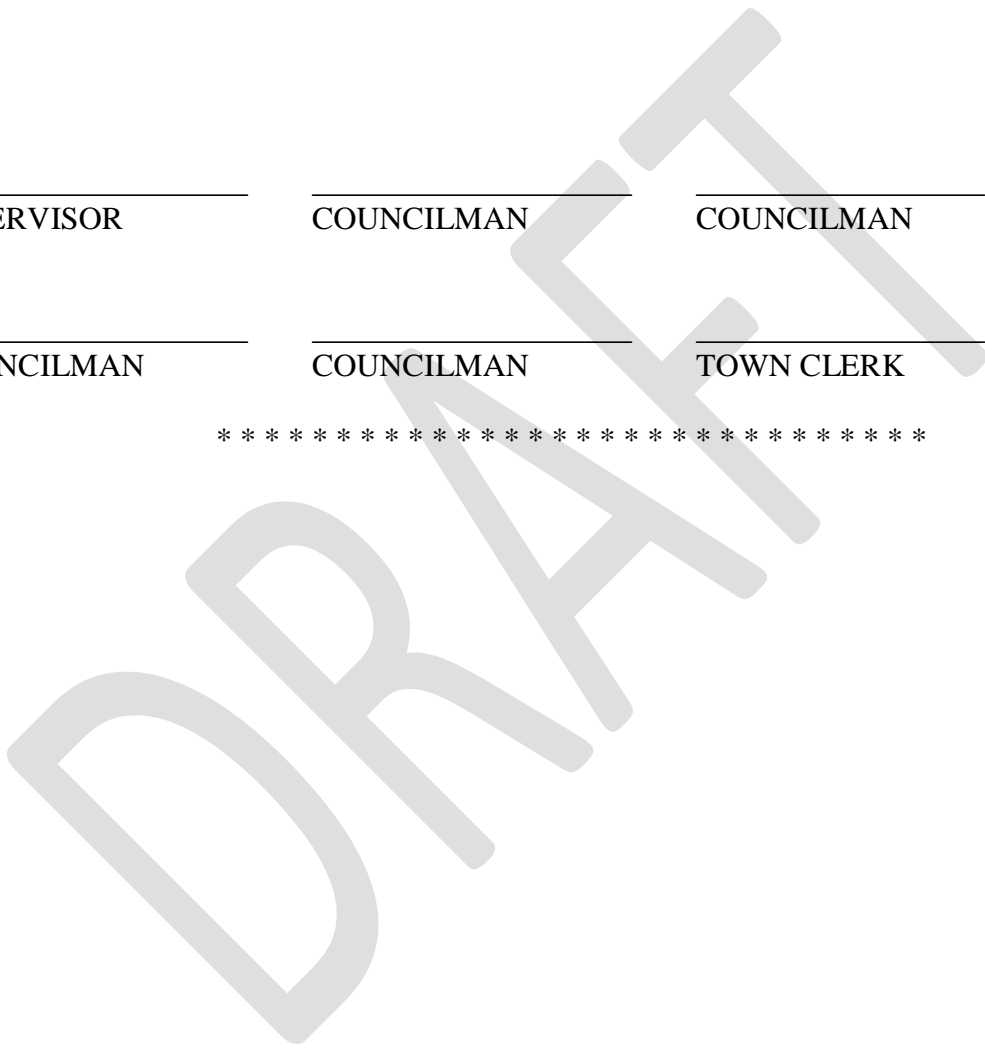 ERVISOR COUNCILMAN COUNCILMAN
NCILMAN COUNCILMAN TOWN CLERK
* * * * * * * * * * * * * * * * * * * * * * * * * * * * * *
DRAFT